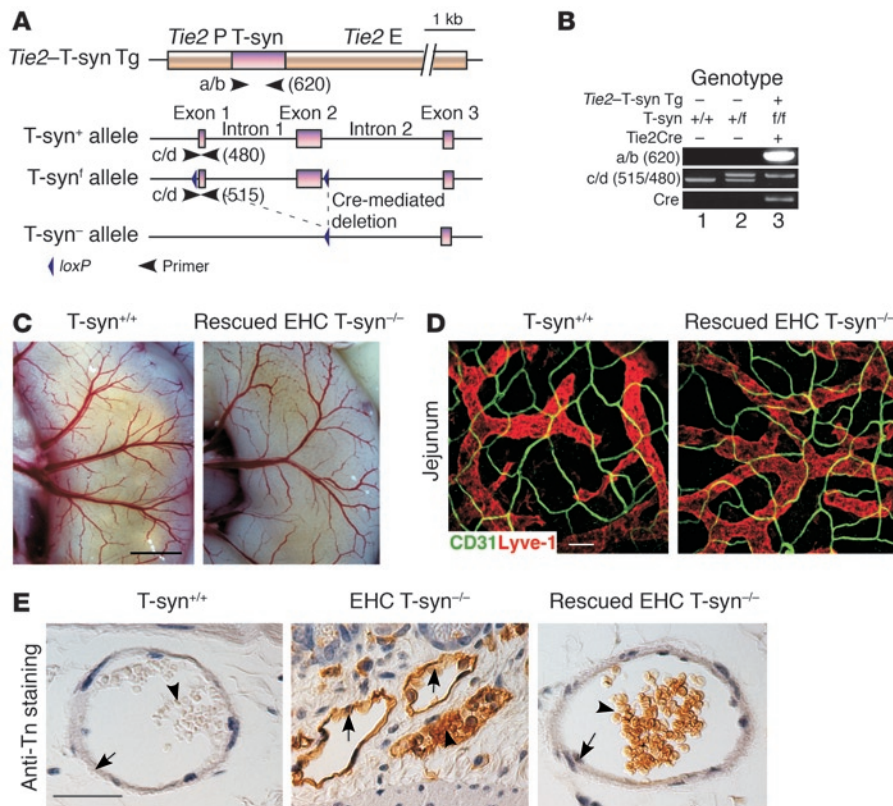 A
1 kb
Tie2 P T-syn Tie2 E
Tie2–T-syn Tg
a/b (620)
Exon 1 Exon 2 Exon 3
T-syn⁺ allele
Intron 1 Intron 2
c/d (480)
T-synᶠ allele
c/d (515)
Cre-mediated
deletion
T-syn⁻ allele
loxP Primer
B
Genotype
Tie2–T-syn Tg – – +
T-syn +/+ +/f f/f
Tie2Cre – – +
a/b (620)
c/d (515/480)
Cre
1 2 3
C
T-syn⁺/⁺ Rescued EHC T-syn⁻/⁻
D
T-syn⁺/⁺ Rescued EHC T-syn⁻/⁻
Jejunum
CD31Lyve-1
E
T-syn⁺/⁺ EHC T-syn⁻/⁻ Rescued EHC T-syn⁻/⁻
Anti-Tn staining